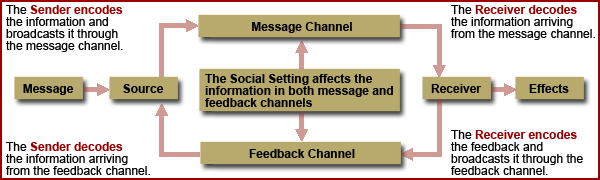 The Sender encodes
the information and
broadcasts it through
the message channel.
Message Channel
The Receiver decodes
the information arriving
from the message channel.
Message
Source
The Social Setting affects the
information in both message and
feedback channels
Receiver
Effects
The Sender decodes
the information arriving
from the feedback channel.
Feedback Channel
The Receiver encodes
the feedback and
broadcasts it through the
feedback channel.